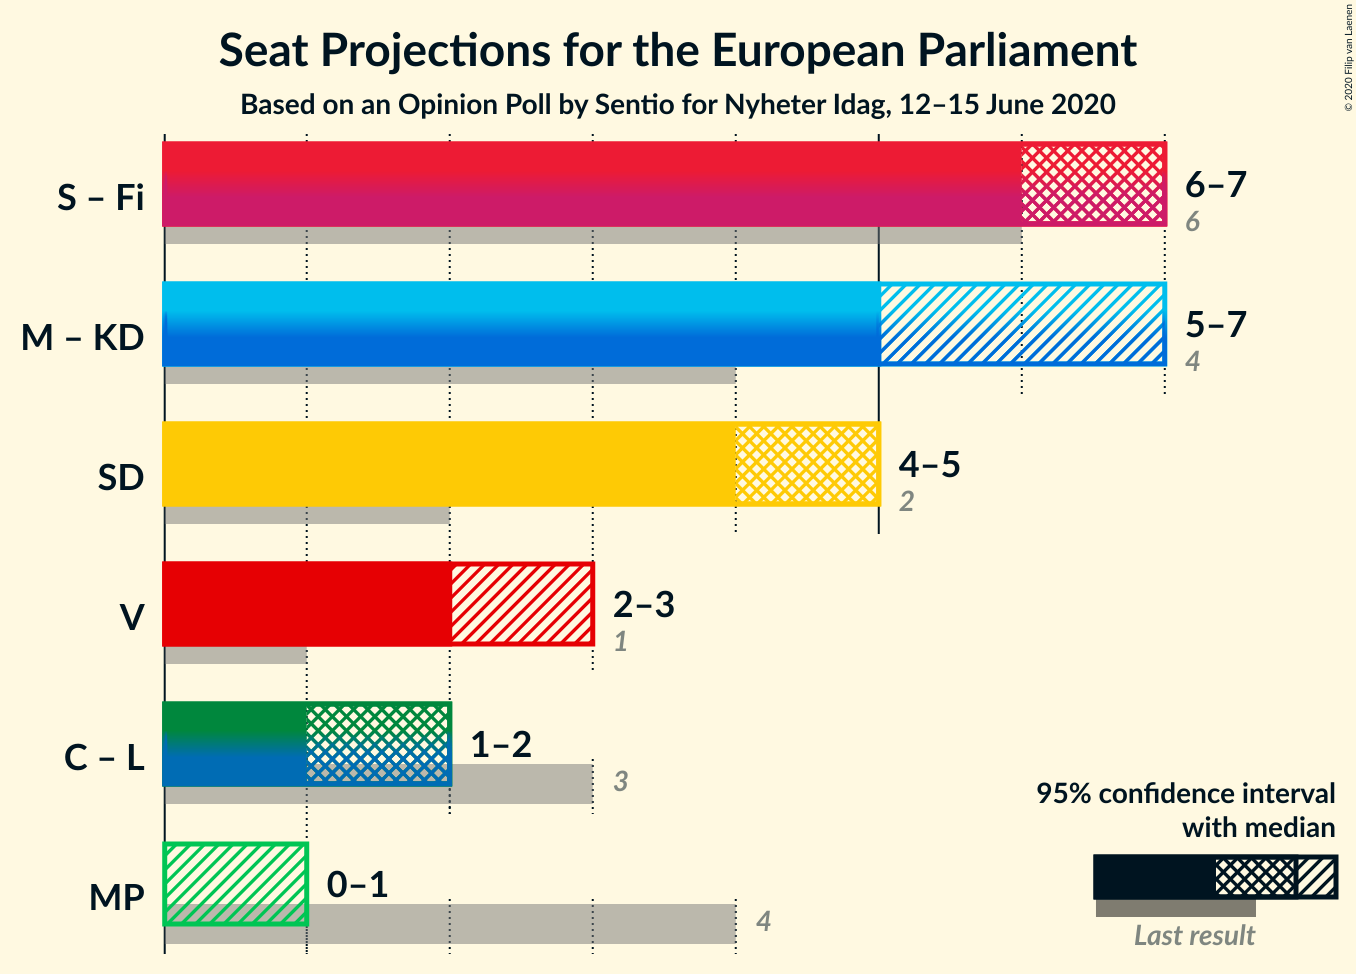 Seat Projections for the European Parliament
Based on an Opinion Poll by Sentio for Nyheter Idag, 12–15 June 2020
© 2020 Filip van Laenen
S – Fi
6–7
6
M – KD
5–7
4
SD
4–5
2
V
2–3
1
C – L
1–2
3
MP
0–1
4
95% confidence interval
with median
Last result